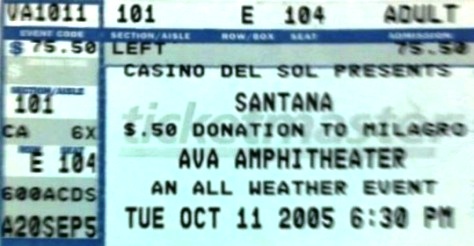 VA1011 101 E 104 ADULT
EVENT CODE SECTION/AISLE ROW/BOX SEAT ADMISSION
$ 75.50 LEFT 75.50
CASINO DEL SOL PRESENTS
SECTION/AISLE
101 SANTANA
CA 6X $.50 DONATION TO MILAGRO
ticketmaster
E 104 AVA AMPHITHEATER
600ACDS AN ALL WEATHER EVENT
A20SEP5 TUE OCT 11 2005 6:30 PM